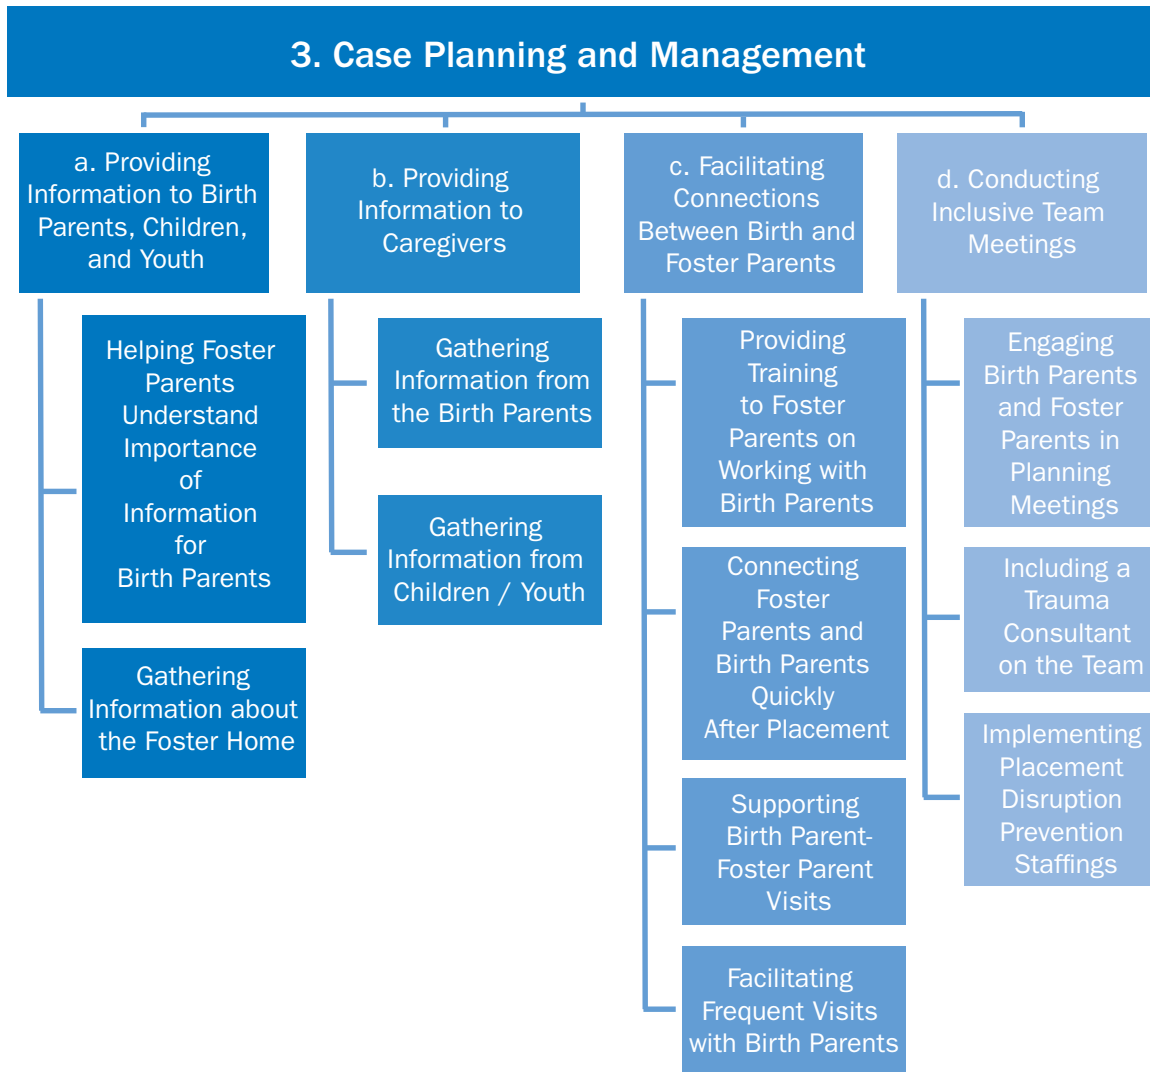 3. Case Planning and Management
a. Providing
Information to Birth
Parents, Children,
and Youth
Helping Foster
Parents
Understand
Importance
of
Information
for
Birth Parents
Gathering
Information about
the Foster Home
b. Providing
Information to
Caregivers
Gathering
Information from
the Birth Parents
Gathering
Information from
Children / Youth
c. Facilitating
Connections
Between Birth and
Foster Parents
Providing
Training
to Foster
Parents on
Working with
Birth Parents
Connecting
Foster
Parents and
Birth Parents
Quickly
After Placement
Supporting
Birth Parent-
Foster Parent
Visits
Facilitating
Frequent Visits
with Birth Parents
d. Conducting
Inclusive Team
Meetings
Engaging
Birth Parents
and Foster
Parents in
Planning
Meetings
Including a
Trauma
Consultant
on the Team
Implementing
Placement
Disruption
Prevention
Staffings